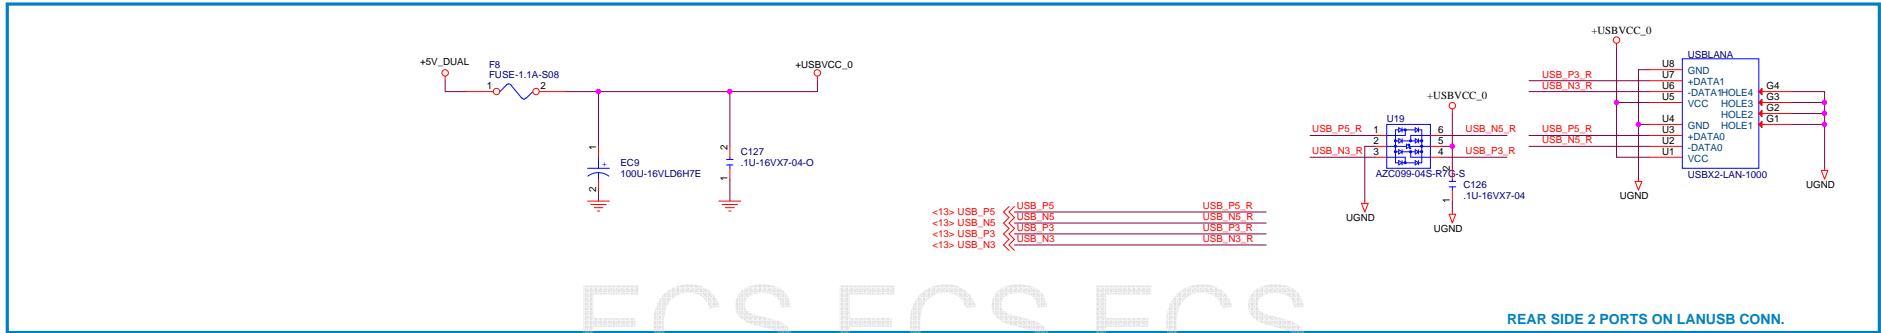 +5V_DUAL
F8
FUSE-1.1A-S08
1
2
+USBVCC_0
1
EC9
100U-16VLD6H7E
2
2
C127
.1U-16VX7-04-O
1
<13> USB_P5
<13> USB_N5
<13> USB_P3
<13> USB_N3
USB_P5
USB_N5
USB_P3
USB_N3
USB_P5_R
USB_N5_R
USB_P3_R
USB_N3_R
+USBVCC_0
U19
USB_P5_R 1
2
USB_N3_R 3
6 USB_N5_R
5
4 USB_P3_R
AZC099-04S-R7G-S
2
C126
.1U-16VX7-04
1
UGND
UGND
+USBVCC_0
USBLANA
USB_P3_R
USB_N3_R
USB_P5_R
USB_N5_R
U8 GND
U7 +DATA1
U6 -DATA1
U5 VCC
U4 GND
U3 +DATA0
U2 -DATA0
U1 VCC
HOLE4 G4
HOLE3 G3
HOLE2 G2
HOLE1 G1
USBX2-LAN-1000
UGND
UGND
ECS ECS ECS
REAR SIDE 2 PORTS ON LANUSB CONN.